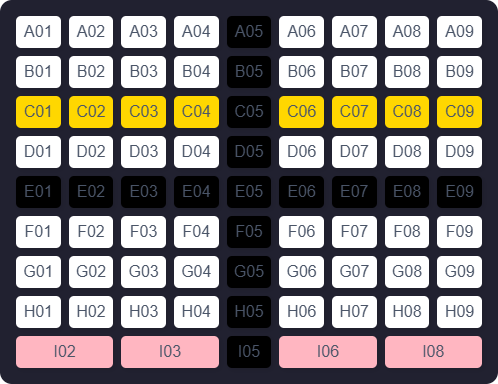 A01 A02 A03 A04 A05 A06 A07 A08 A09
B01 B02 B03 B04 B05 B06 B07 B08 B09
C01 C02 C03 C04 C05 C06 C07 C08 C09
D01 D02 D03 D04 D05 D06 D07 D08 D09
E01 E02 E03 E04 E05 E06 E07 E08 E09
F01 F02 F03 F04 F05 F06 F07 F08 F09
G01 G02 G03 G04 G05 G06 G07 G08 G09
H01 H02 H03 H04 H05 H06 H07 H08 H09
I02 I03 I05 I06 I08